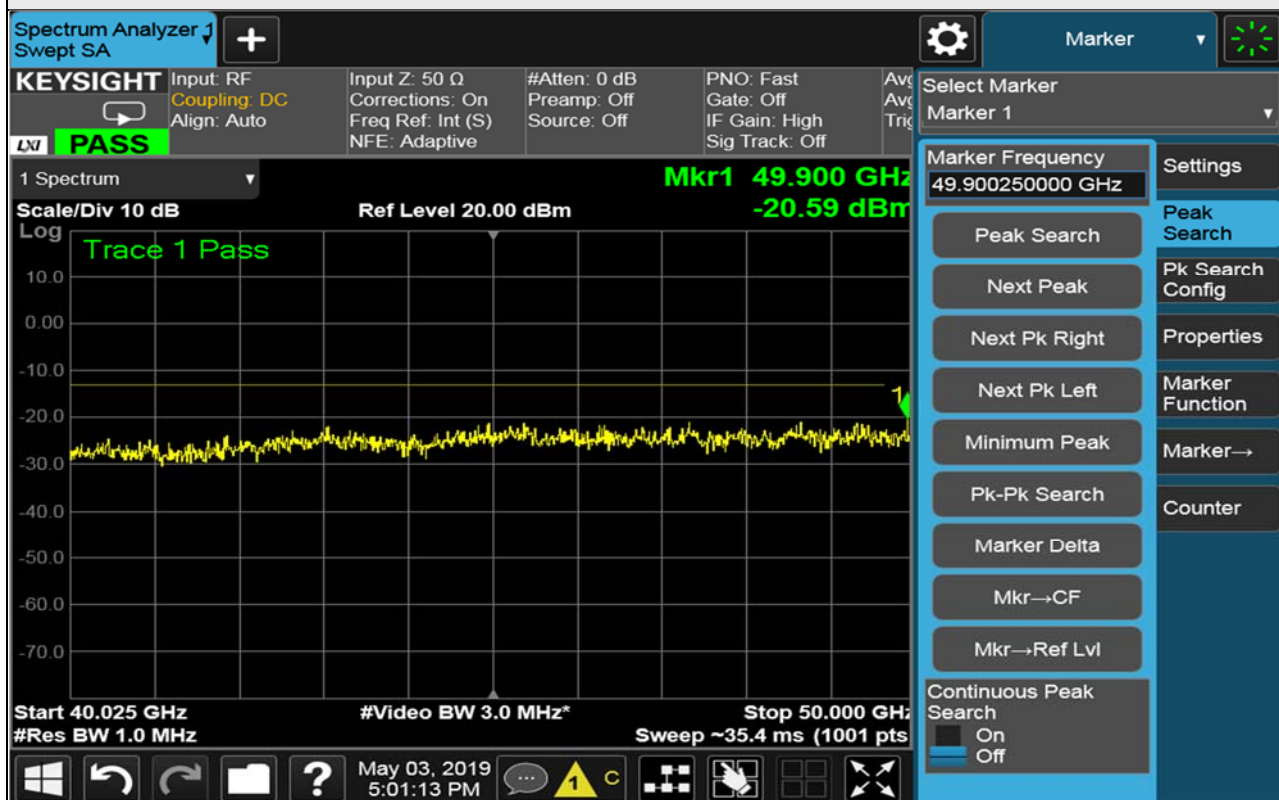 Spectrum Analyzer 1
Swept SA
Marker
KEYSIGHT
LXI PASS
Input: RF
Coupling: DC
Align: Auto
Input Z: 50 Ω
Corrections: On
Freq Ref: Int (S)
NFE: Adaptive
#Atten: 0 dB
Preamp: Off
Source: Off
PNO: Fast
Gate: Off
IF Gain: High
Sig Track: Off
Avg
Avg
Trig
Select Marker
Marker 1
1 Spectrum
Mkr1 49.900 GHz
Scale/Div 10 dB
Ref Level 20.00 dBm
-20.59 dBm
Log
Trace 1 Pass
10.0
0.00
-10.0
-20.0
-30.0
-40.0
-50.0
-60.0
-70.0
1
Start 40.025 GHz
#Video BW 3.0 MHz*
Stop 50.000 GHz
#Res BW 1.0 MHz
Sweep ~35.4 ms (1001 pts
Marker Frequency
49.900250000 GHz
Peak Search
Next Peak
Next Pk Right
Next Pk Left
Minimum Peak
Pk-Pk Search
Marker Delta
Mkr→CF
Mkr→Ref Lvl
Continuous Peak
Search
On
Off
Settings
Peak
Search
Pk Search
Config
Properties
Marker
Function
Marker→
Counter
?
May 03, 2019
5:01:13 PM
1
C